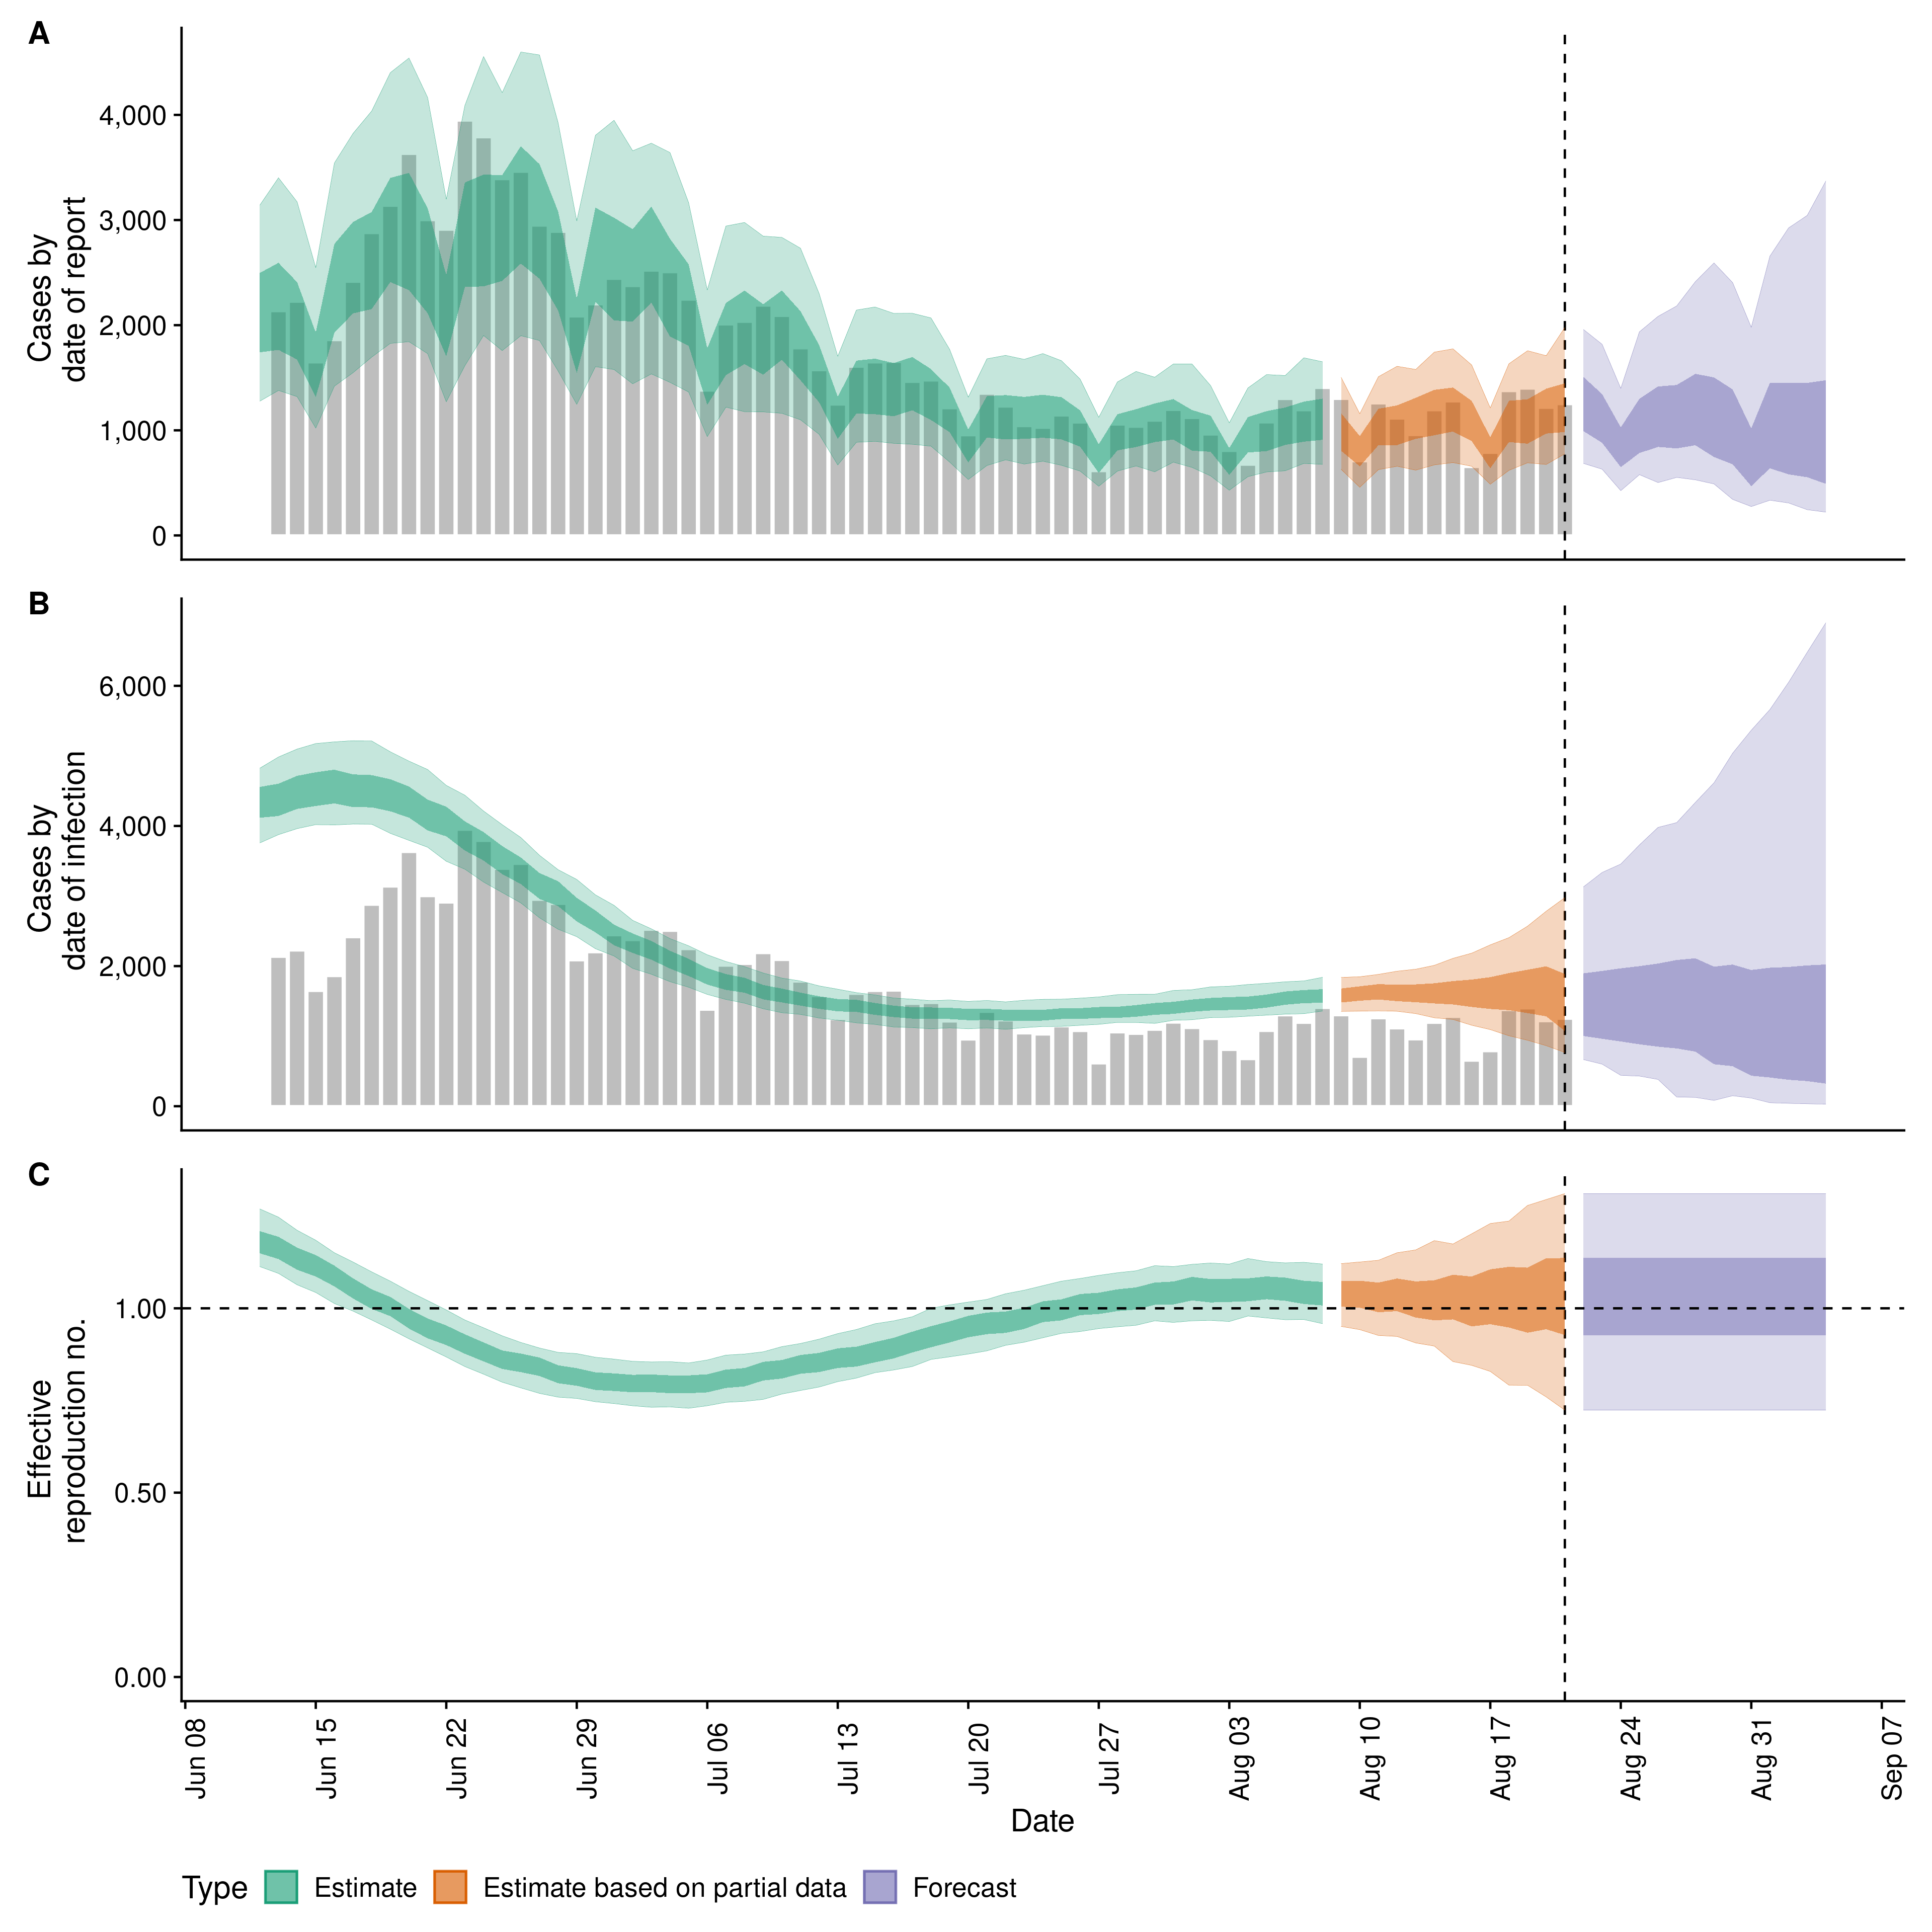 A
Cases by
date of report
4,000
3,000
2,000
1,000
0
B
Cases by
date of infection
6,000
4,000
2,000
0
C
Effective
reproduction no.
1.00
0.50
0.00
Jun 08
Jun 15
Jun 22
Jun 29
Jul 06
Jul 13
Jul 20
Jul 27
Aug 03
Aug 10
Aug 17
Aug 24
Aug 31
Sep 07
Date
Type Estimate Estimate based on partial data Forecast